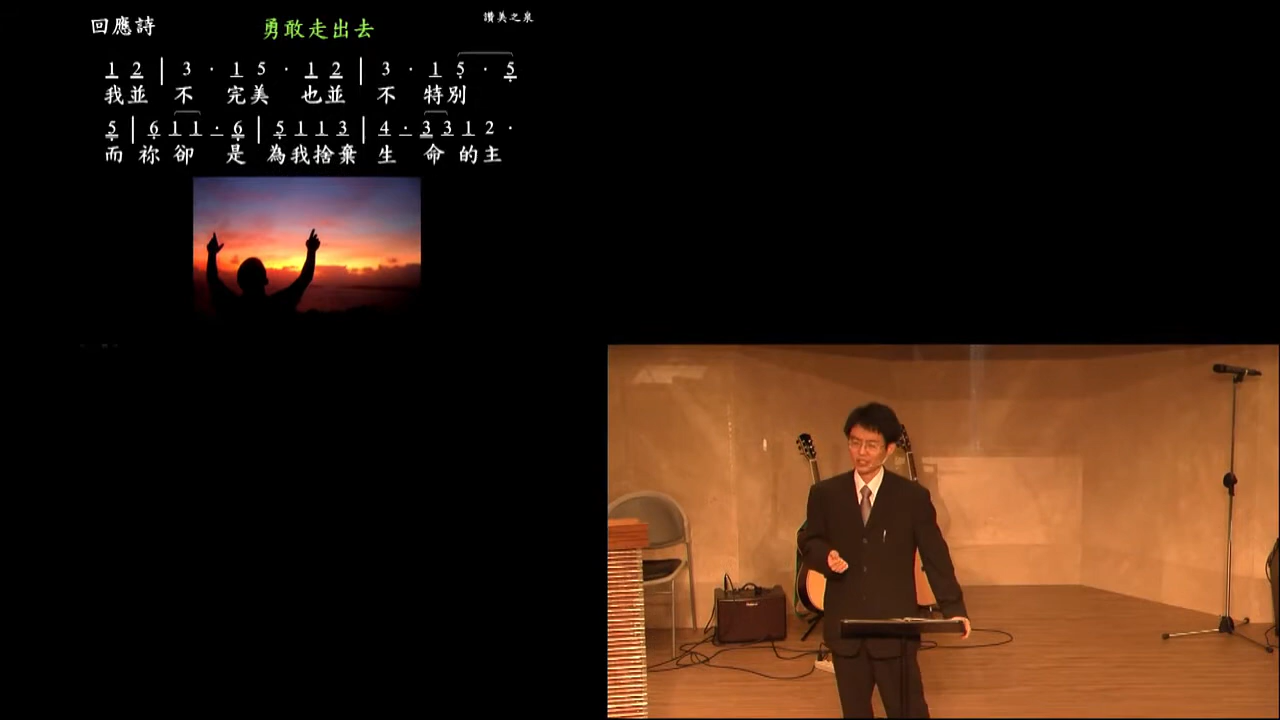 回應詩 勇敢走出去 讚美之泉
1 2 | 3 · 1 5 · 1 2 | 3 · 1 5 · 5
我並 不 完美 也並 不 特別
5 | 6 1 1 · 6 | 5 1 1 3 | 4 · 3 3 1 2 ·
而祢 卻 是 為我捨棄 生 命 的主